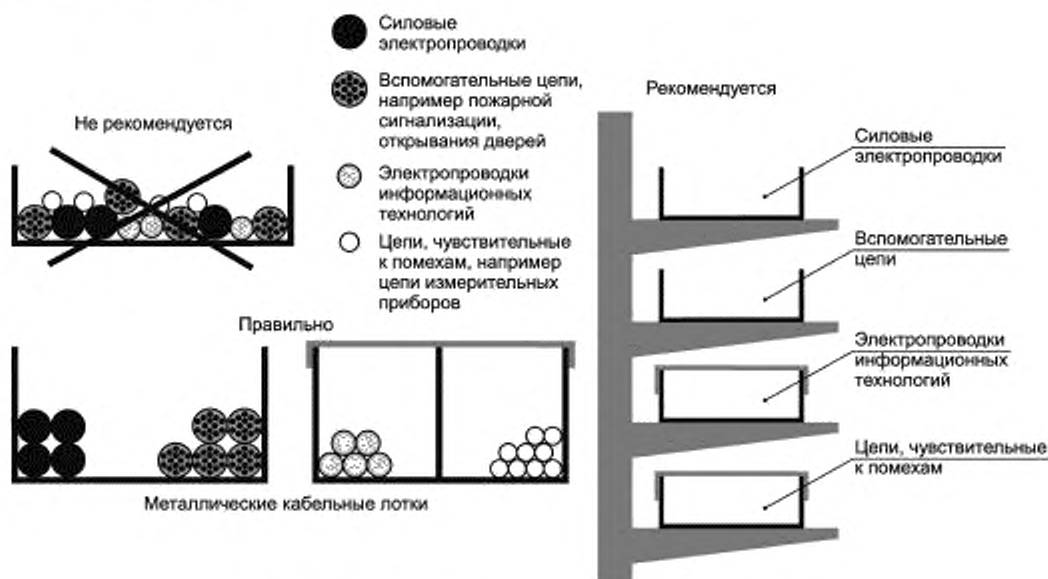 Силовые
электропроводки
Вспомогательные цепи,
например пожарной
сигнализации,
открывания дверей
Электропроводки
информационных
технологий
Цепи, чувствительные
к помехам, например
цепи измерительных
приборов
Не рекомендуется
Правильно
Металлические кабельные лотки
Рекомендуется
Силовые
электропроводки
Вспомогательные
цепи
Электропроводки
информационных
технологий
Цепи, чувствительные
к помехам